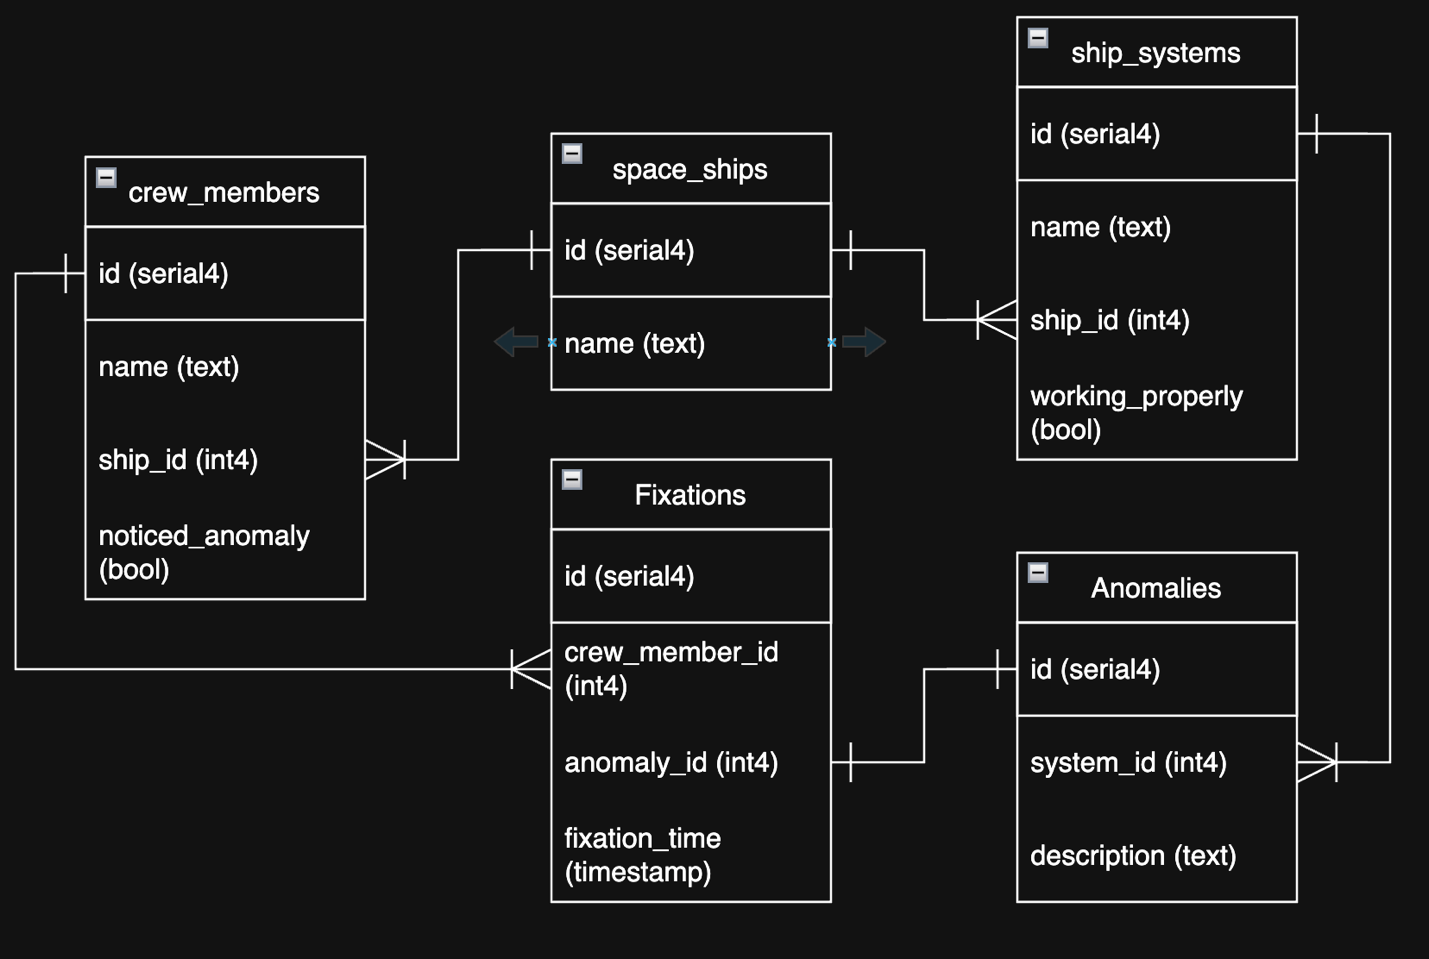 crew_members
id (serial4)
name (text)
ship_id (int4)
noticed_anomaly
(bool)
space_ships
id (serial4)
name (text)
ship_systems
id (serial4)
name (text)
ship_id (int4)
working_properly
(bool)
Fixations
id (serial4)
crew_member_id
(int4)
anomaly_id (int4)
fixation_time
(timestamp)
Anomalies
id (serial4)
system_id (int4)
description (text)